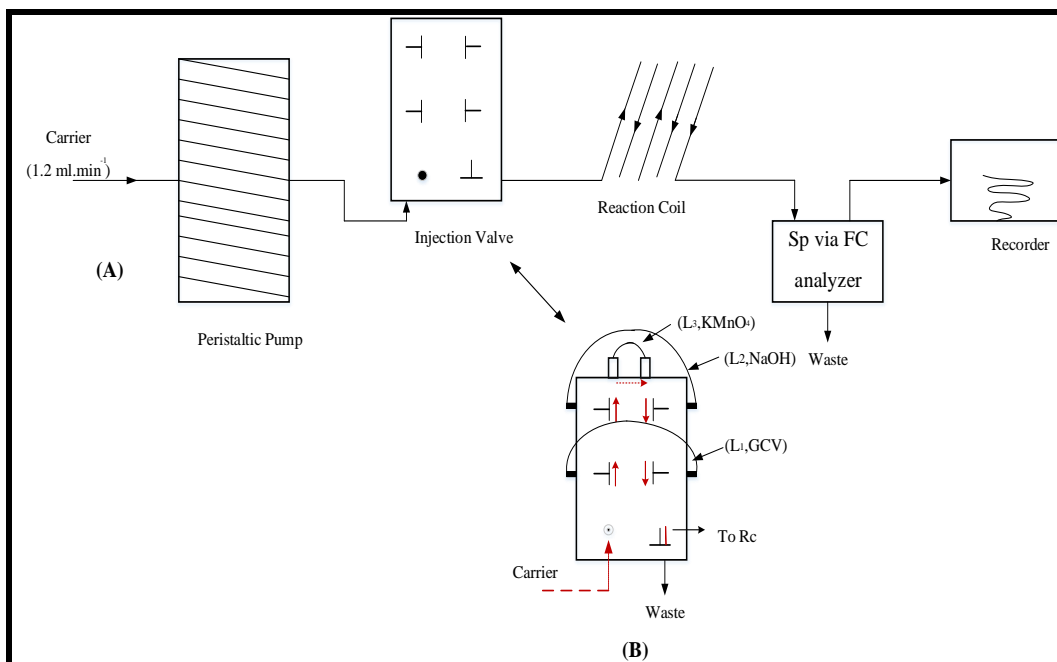 Carrier
(1.2 ml.min⁻¹)
(A)
Peristaltic Pump
Injection Valve
Reaction Coil
Sp via FC
analyzer
Waste
Recorder
(L3,KMnO4)
(L2,NaOH)
(L1,GCV)
To Rc
Carrier
Waste
(B)